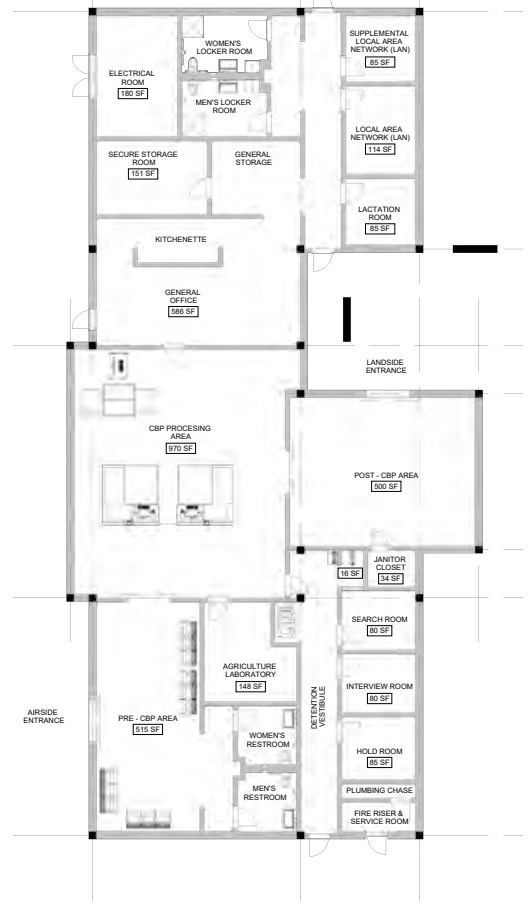 WOMEN'S
LOCKER ROOM
SUPPLEMENTAL
LOCAL AREA
NETWORK (LAN)
85 SF
ELECTRICAL
ROOM
180 SF
MEN'S LOCKER
ROOM
LOCAL AREA
NETWORK (LAN)
114 SF
SECURE STORAGE
ROOM
151 SF
GENERAL
STORAGE
LACTATION
ROOM
85 SF
KITCHENETTE
GENERAL
OFFICE
586 SF
LANDSIDE
ENTRANCE
CBP PROCESING
AREA
970 SF
POST - CBP AREA
500 SF
16 SF
JANITOR
CLOSET
34 SF
SEARCH ROOM
80 SF
AGRICULTURE
LABORATORY
148 SF
INTERVIEW ROOM
80 SF
DETENTION
VESTIBULE
AIRSIDE
ENTRANCE
PRE - CBP AREA
515 SF
WOMEN'S
RESTROOM
HOLD ROOM
85 SF
MEN'S
RESTROOM
PLUMBING CHASE
FIRE RISER &
SERVICE ROOM